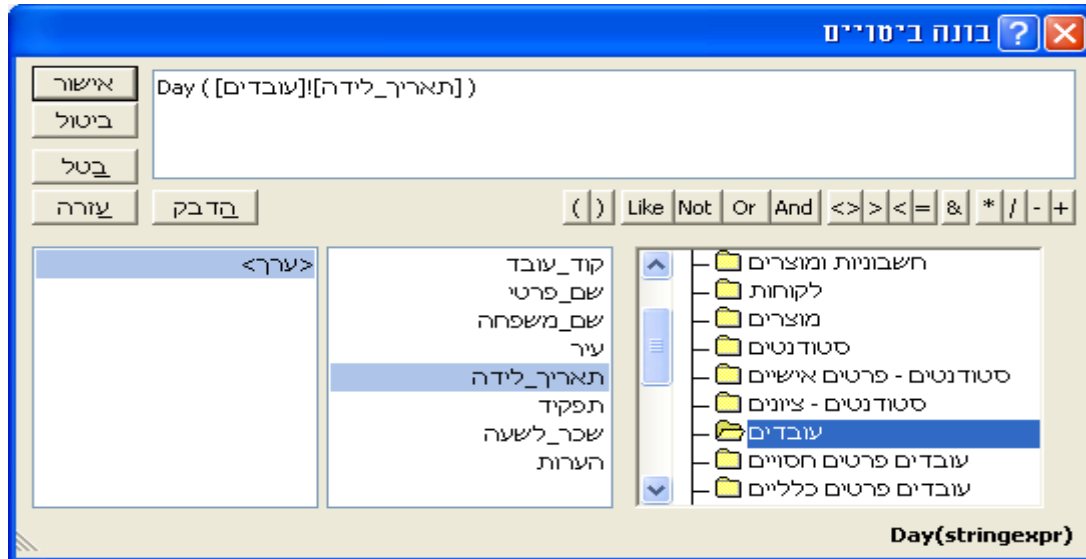 בונה ביטויים
Day ( [עובדים]![תאריך_לידה] )
אישור
ביטול
בטל
עזרה
הדבק
( ) Like Not Or And <> > < = & * / - +
חשבוניות ומוצרים
לקוחות
מוצרים
סטודנטים
סטודנטים - פרטים אישיים
סטודנטים - ציונים
עובדים
עובדים פרטים חסויים
עובדים פרטים כלליים
קוד_עובד
שם_פרטי
שם_משפחה
עיר
תאריך_לידה
תפקיד
שכר_לשעה
הערות
<ערך>
Day(stringexpr)